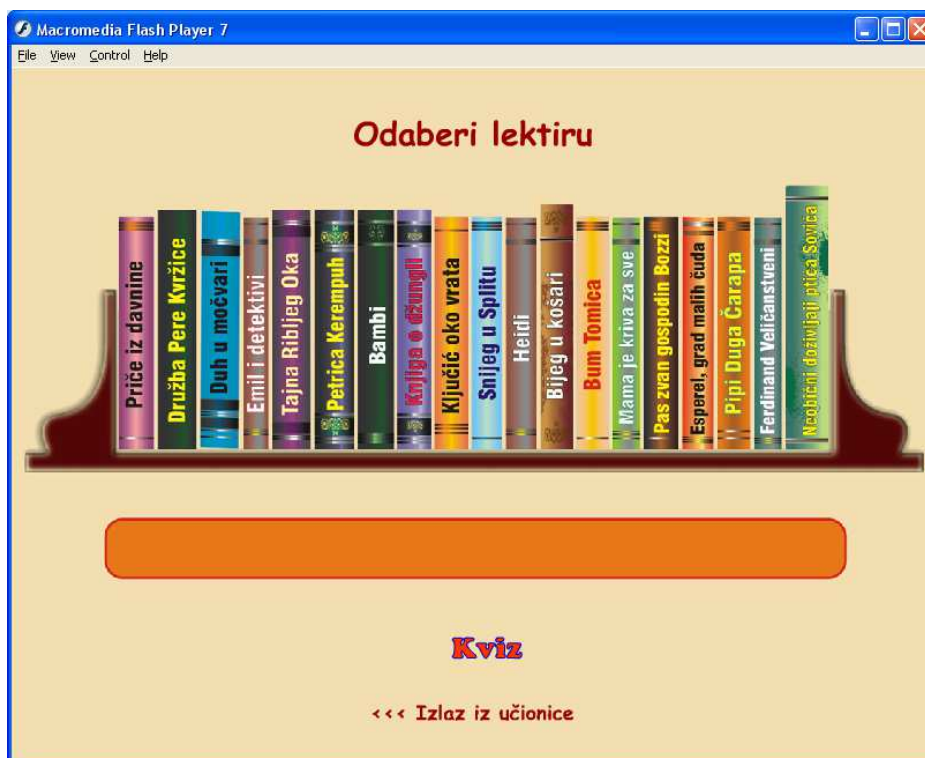 Macromedia Flash Player 7
File View Control Help
Odaberi lektiru
Priče iz davnine
Družba Pere Kvržice
Duh u močvari
Emil i detektivi
Tajna Ribljeg Oka
Petrica Kerempuh
Bambi
Knjiga o džungli
Ključić oko vrata
Snijeg u Splitu
Heidi
Bijeg u košari
Bum Tomica
Mama je kriva za sve
Pas zvan gospodin Bozzi
Esperel, grad malih čuda
Pipi Duga Čarapa
Ferdinand Veličanstveni
Neobični doživljaji ptića Sovića
Kviz
<<< Izlaz iz učionice